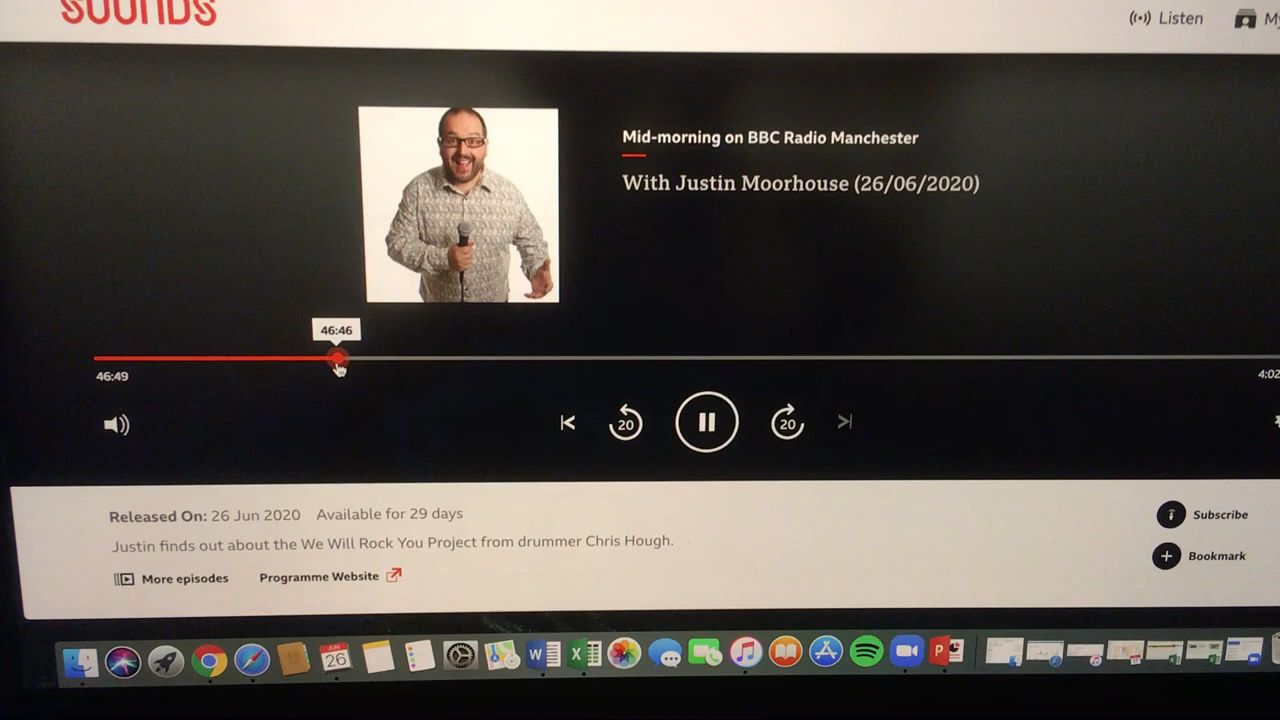 SOUNDS
Listen
My
Mid-morning on BBC Radio Manchester
With Justin Moorhouse (26/06/2020)
46:46
46:49
4:02
20
20
Released On: 26 Jun 2020 Available for 29 days
Justin finds out about the We Will Rock You Project from drummer Chris Hough.
More episodes
Programme Website
Subscribe
Bookmark
JUN
26
W
X
P